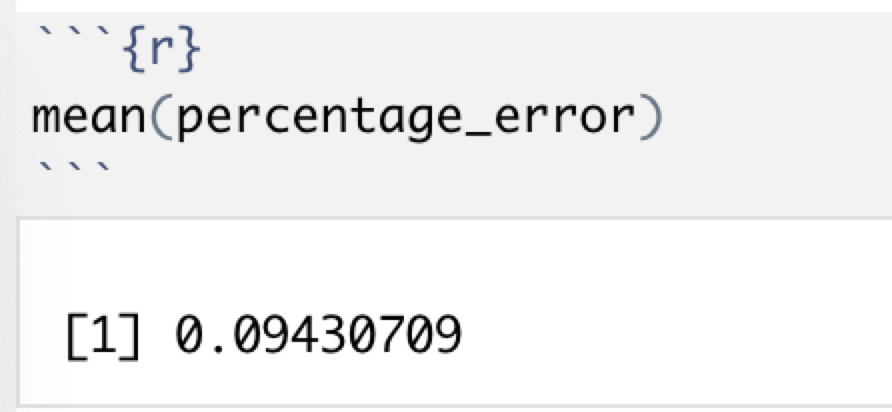 ```{r}
mean(percentage_error)
```
[1] 0.09430709